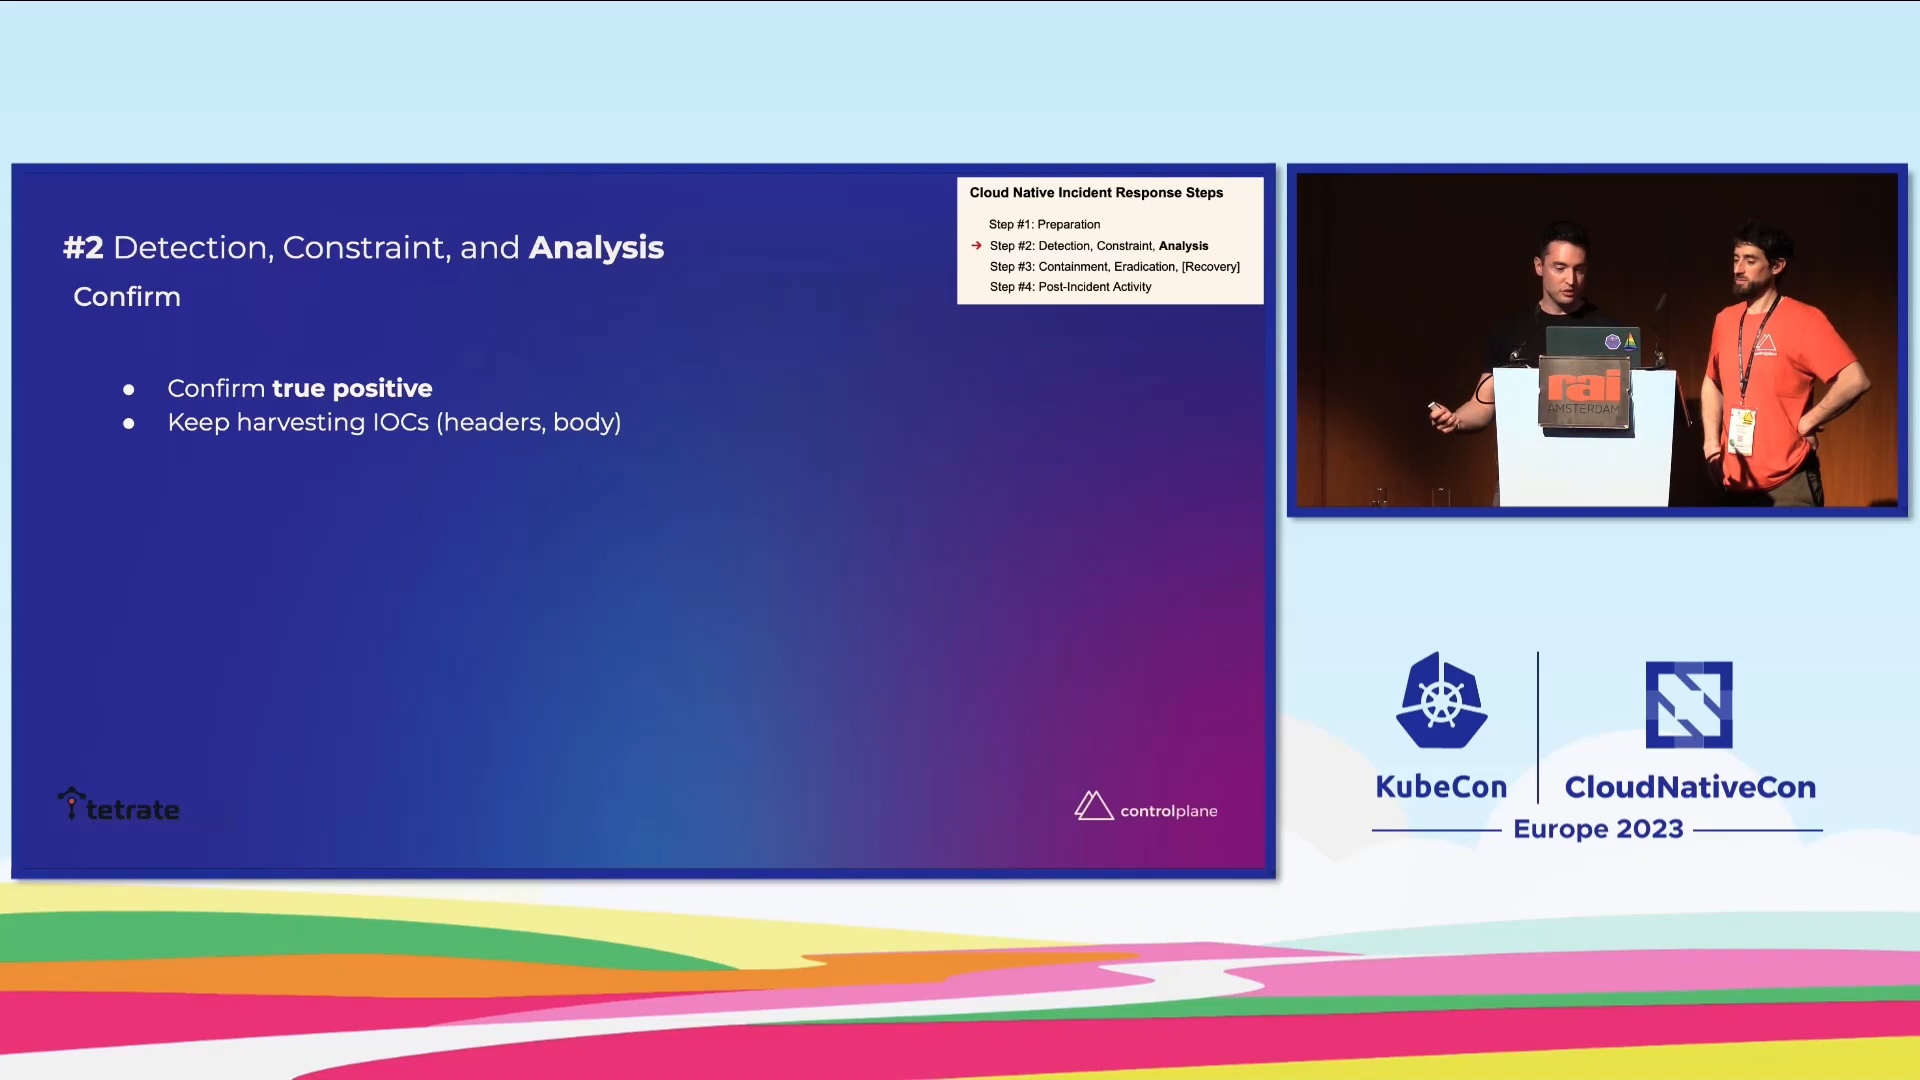 #2 Detection, Constraint, and Analysis
Confirm
● Confirm true positive
● Keep harvesting IOCs (headers, body)
Cloud Native Incident Response Steps
Step #1: Preparation
→ Step #2: Detection, Constraint, Analysis
Step #3: Containment, Eradication, [Recovery]
Step #4: Post-Incident Activity
tetrate
controlplane
rai
AMSTERDAM
KubeCon
CloudNativeCon
Europe 2023